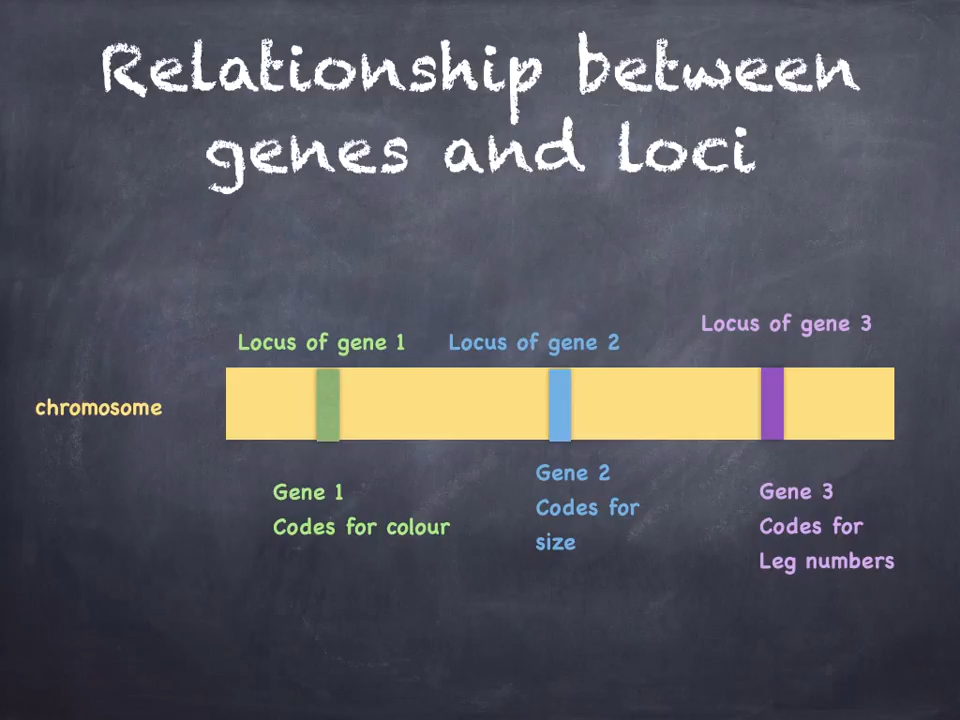 Relationship between
genes and loci
Locus of gene 1
Locus of gene 2
Locus of gene 3
chromosome
Gene 1
Codes for colour
Gene 2
Codes for
size
Gene 3
Codes for
Leg numbers